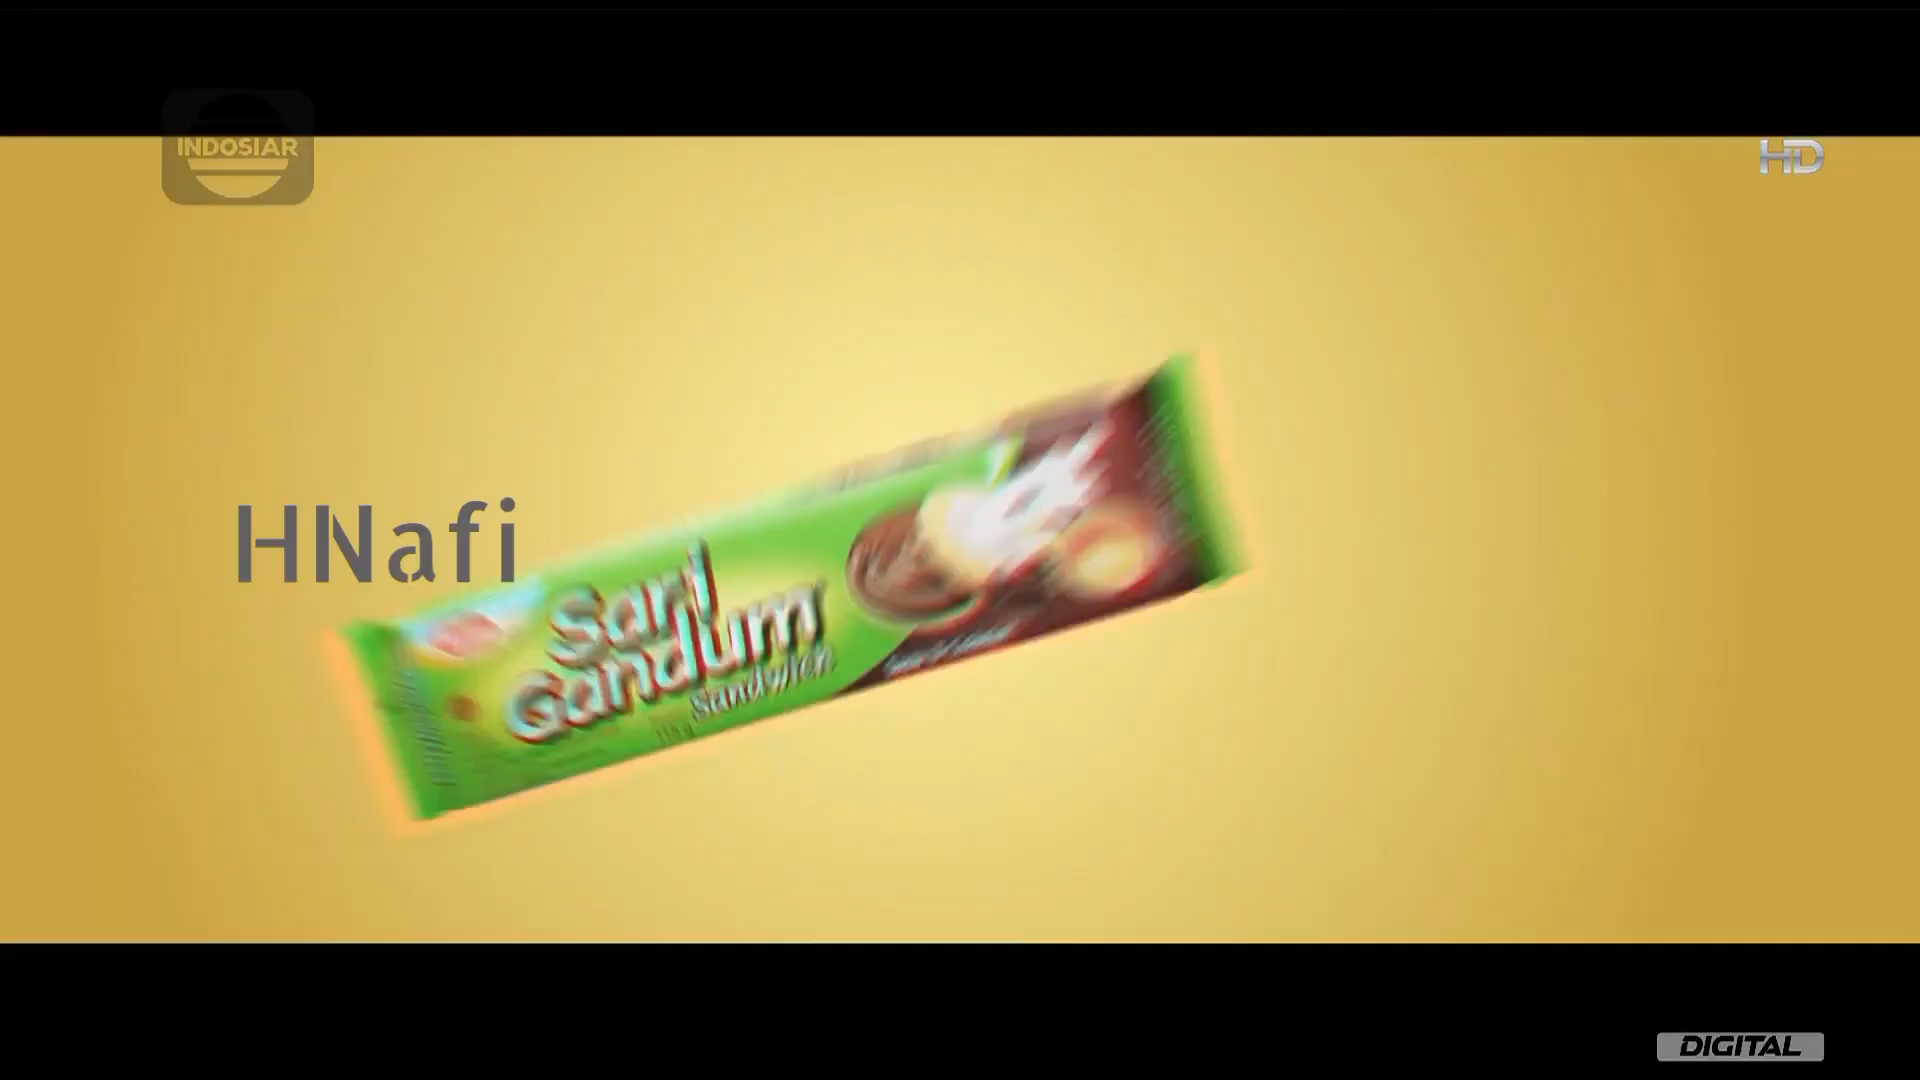 INDOSIAR
HD
HNafi
Sari
Gandum
Sandwich
DIGITAL